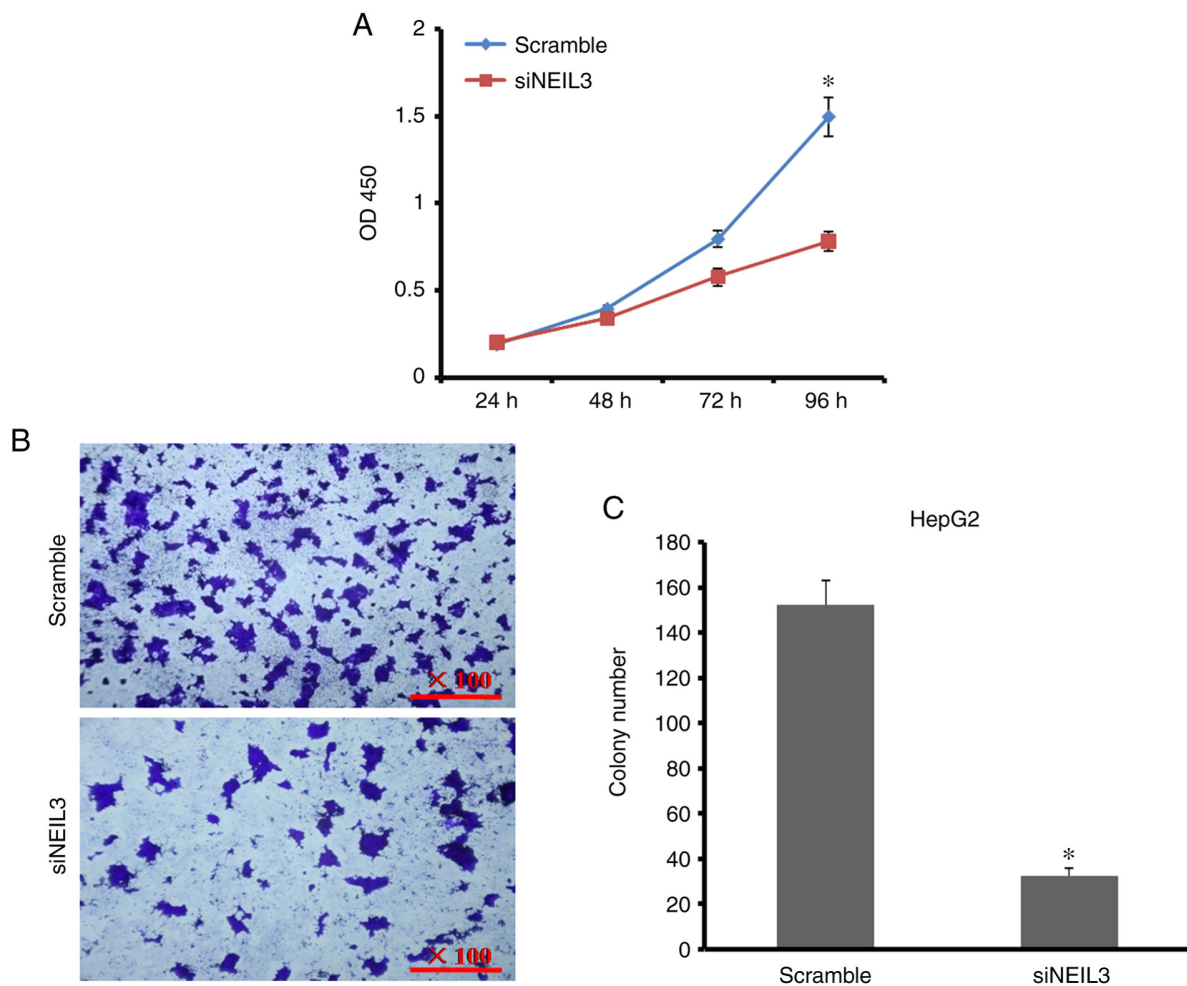 A
2
1.5
1
0.5
0
OD 450
Scramble
siNEIL3
*
24 h 48 h 72 h 96 h
B
Scramble
× 100
siNEIL3
× 100
C
HepG2
180
160
140
120
100
80
60
40
20
0
Colony number
*
Scramble siNEIL3